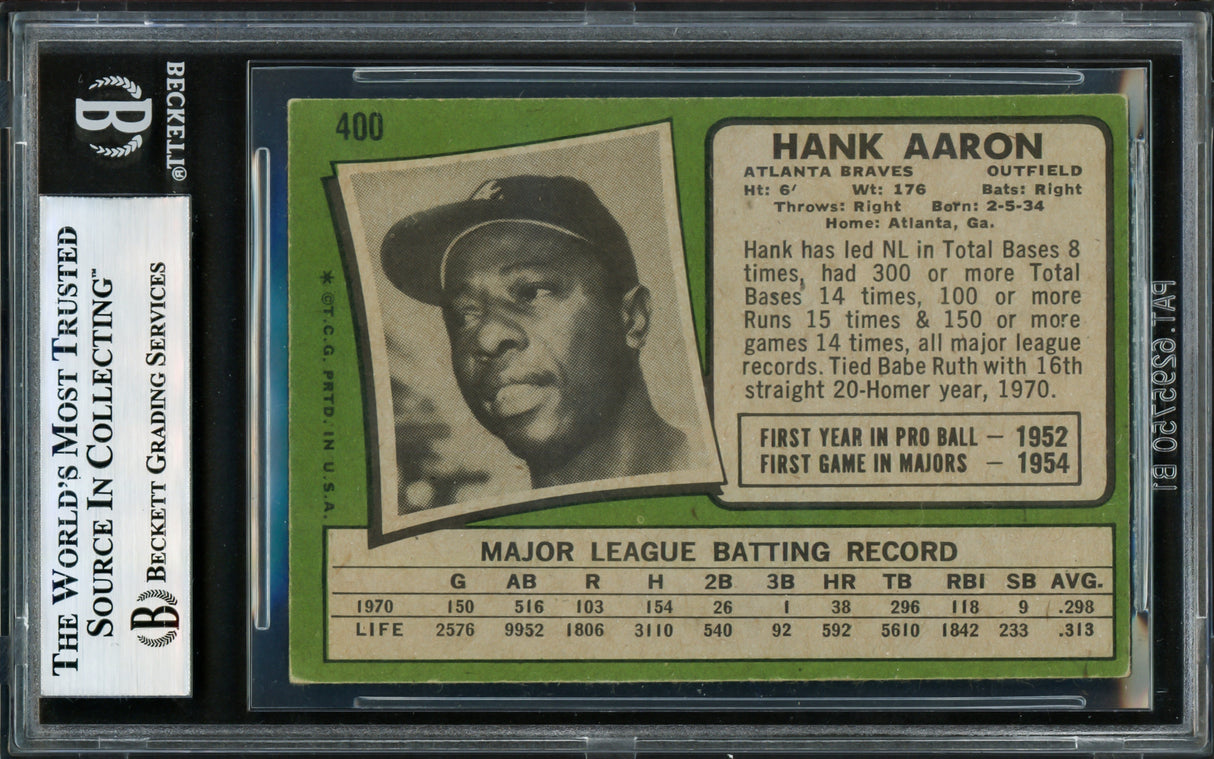 BECKETT®
B
THE WORLD'S MOST TRUSTED
SOURCE IN COLLECTING™
B BECKETT GRADING SERVICES
400
* ©T.C.G. PRTD. IN U.S.A.
HANK AARON
ATLANTA BRAVES OUTFIELD
Ht: 6' Wt: 176 Bats: Right
Throws: Right Born: 2-5-34
Home: Atlanta, Ga.
Hank has led NL in Total Bases 8
times, had 300 or more Total
Bases 14 times, 100 or more
Runs 15 times & 150 or more
games 14 times, all major league
records. Tied Babe Ruth with 16th
straight 20-Homer year, 1970.
FIRST YEAR IN PRO BALL — 1952
FIRST GAME IN MAJORS — 1954
MAJOR LEAGUE BATTING RECORD
G AB R H 2B 3B HR TB RBI SB AVG.
1970 150 516 103 154 26 1 38 296 118 9 .298
LIFE 2576 9952 1806 3110 540 92 592 5610 1842 233 .313
PAT. 6295750 B1